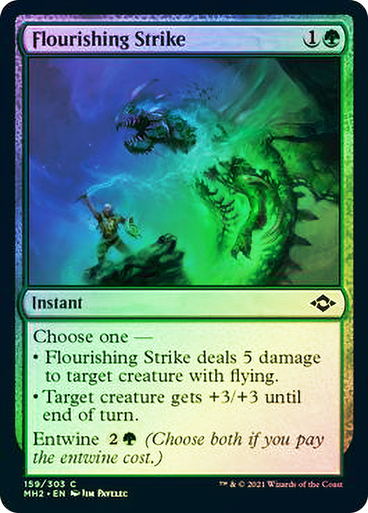 Flourishing Strike 1
Instant
Choose one —
• Flourishing Strike deals 5 damage
to target creature with flying.
• Target creature gets +3/+3 until
end of turn.
Entwine 2 (Choose both if you pay
the entwine cost.)
159/303 C
MH2 • EN Jim Pavelec ™ & © 2021 Wizards of the Coast